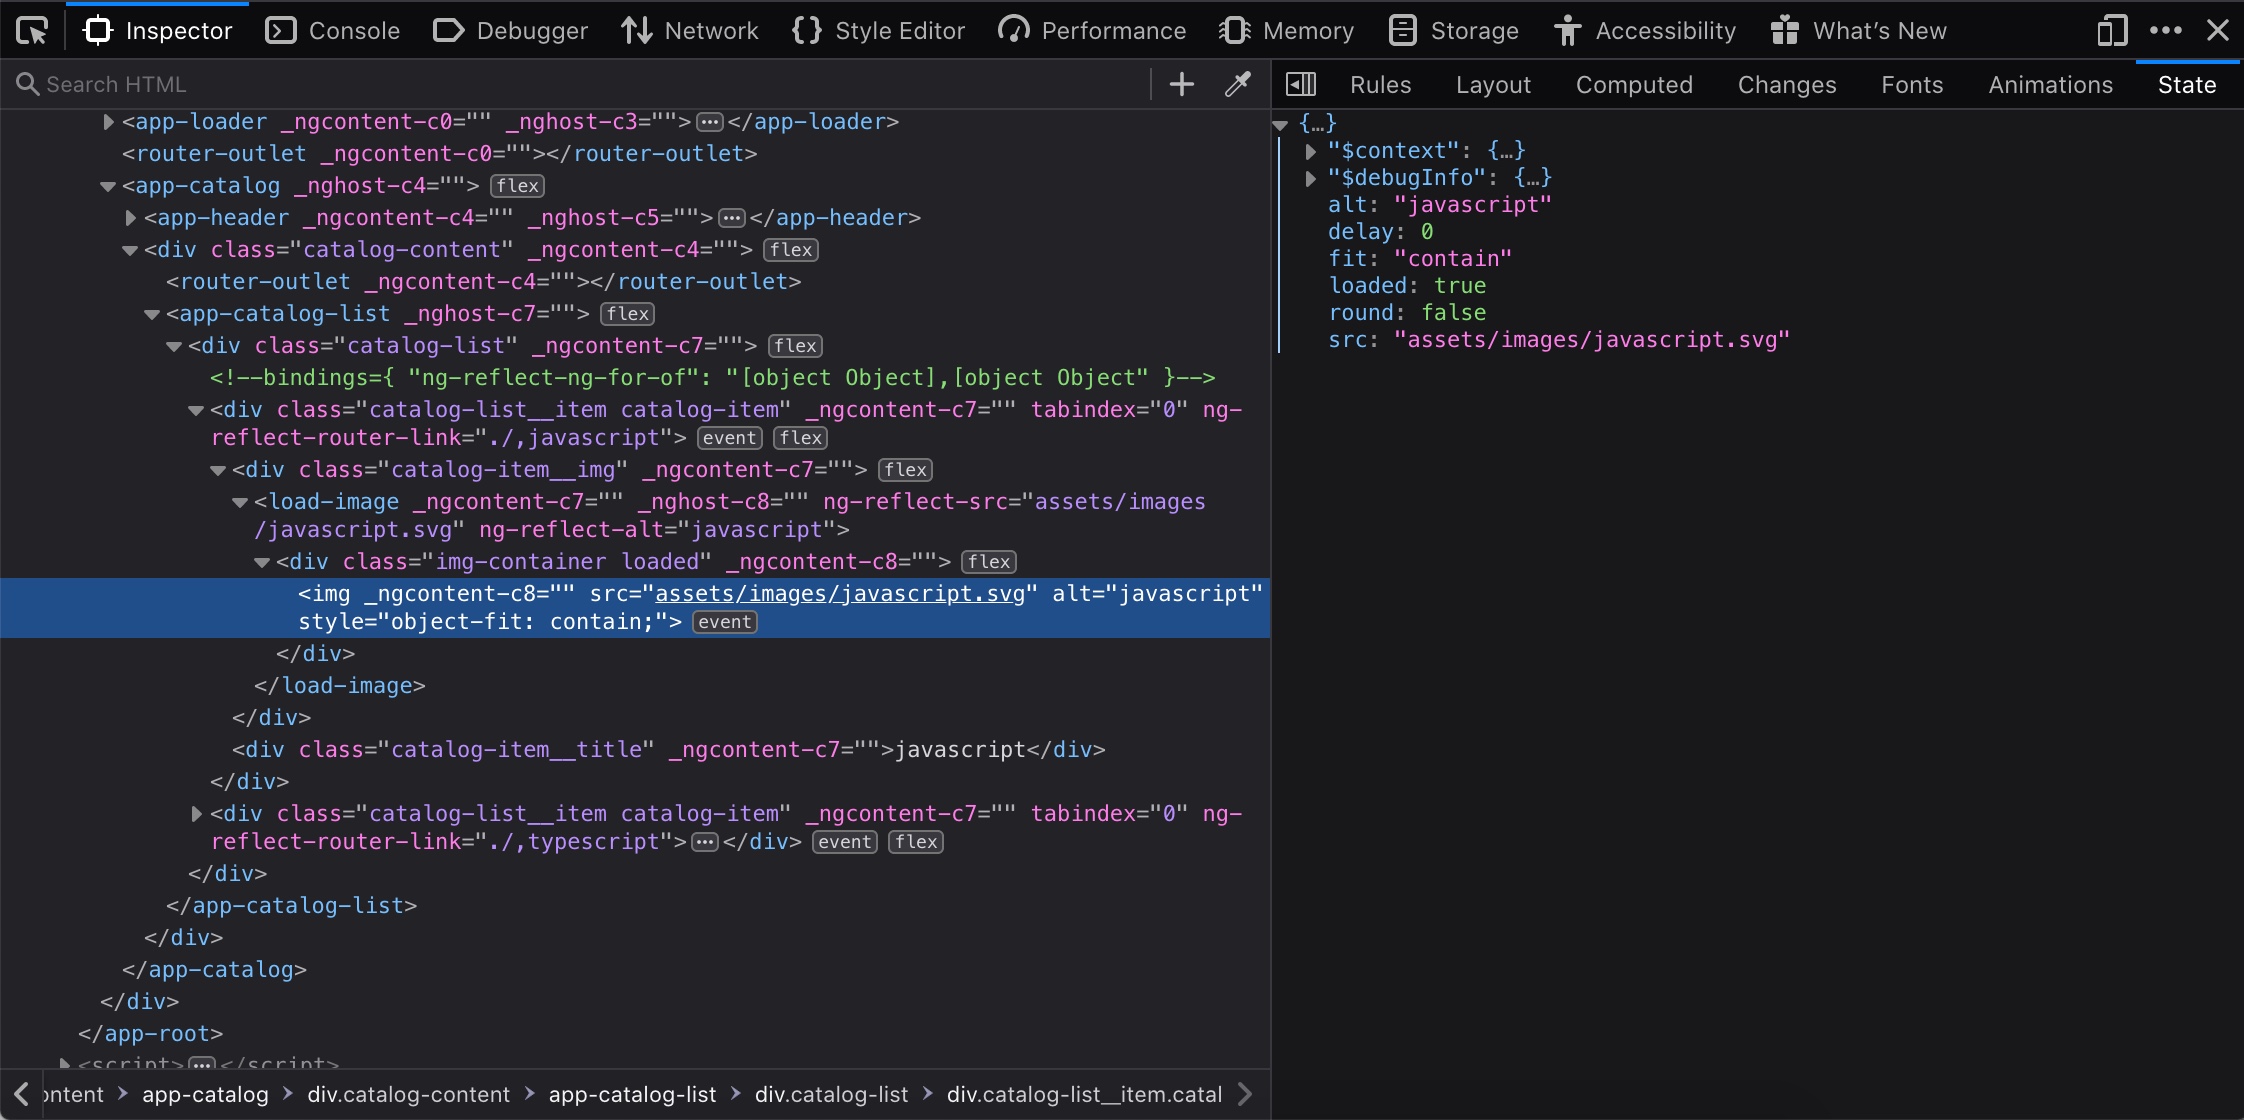 Inspector Console Debugger Network Style Editor Performance Memory Storage Accessibility What's New
Search HTML
<app-loader _ngcontent-c0="" _nghost-c3="">…</app-loader>
<router-outlet _ngcontent-c0=""></router-outlet>
<app-catalog _nghost-c4=""> flex
<app-header _ngcontent-c4="" _nghost-c5="">…</app-header>
<div class="catalog-content" _ngcontent-c4=""> flex
<router-outlet _ngcontent-c4=""></router-outlet>
<app-catalog-list _nghost-c7=""> flex
<div class="catalog-list" _ngcontent-c7=""> flex
<!--bindings={ "ng-reflect-ng-for-of": "[object Object],[object Object" }-->
<div class="catalog-list__item catalog-item" _ngcontent-c7="" tabindex="0" ng-
reflect-router-link="./,javascript"> event flex
<div class="catalog-item__img" _ngcontent-c7=""> flex
<load-image _ngcontent-c7="" _nghost-c8="" ng-reflect-src="assets/images
/javascript.svg" ng-reflect-alt="javascript">
<div class="img-container loaded" _ngcontent-c8=""> flex
<img _ngcontent-c8="" src="assets/images/javascript.svg" alt="javascript"
style="object-fit: contain;"> event
</div>
</load-image>
</div>
<div class="catalog-item__title" _ngcontent-c7="">javascript</div>
</div>
<div class="catalog-list__item catalog-item" _ngcontent-c7="" tabindex="0" ng-
reflect-router-link="./,typescript">…</div> event flex
</div>
</app-catalog-list>
</div>
</app-catalog>
</div>
</app-root>
<script>…</script>
ontent app-catalog div.catalog-content app-catalog-list div.catalog-list div.catalog-list__item.catal
Rules Layout Computed Changes Fonts Animations State
{…}
"$context": {…}
"$debugInfo": {…}
alt: "javascript"
delay: 0
fit: "contain"
loaded: true
round: false
src: "assets/images/javascript.svg"